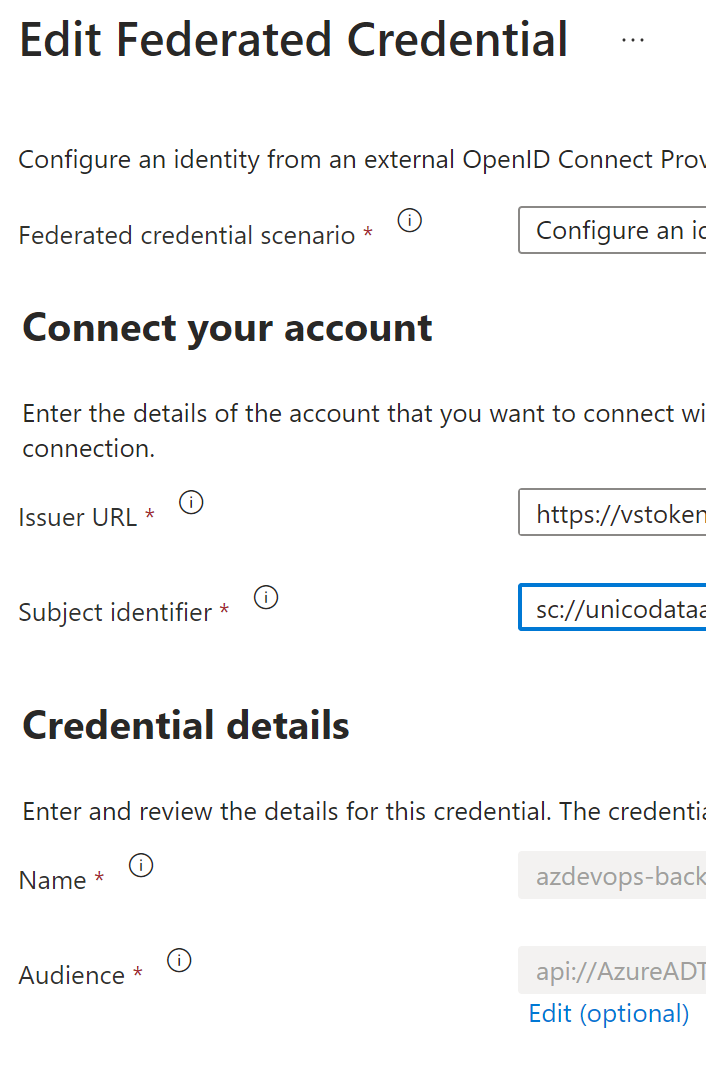 Edit Federated Credential ...
Configure an identity from an external OpenID Connect Prov
Federated credential scenario *
Configure an id
Connect your account
Enter the details of the account that you want to connect wi
connection.
Issuer URL *
https://vstoken
Subject identifier *
sc://unicodataa
Credential details
Enter and review the details for this credential. The credentia
Name *
azdevops-back
Audience *
api://AzureADT
Edit (optional)